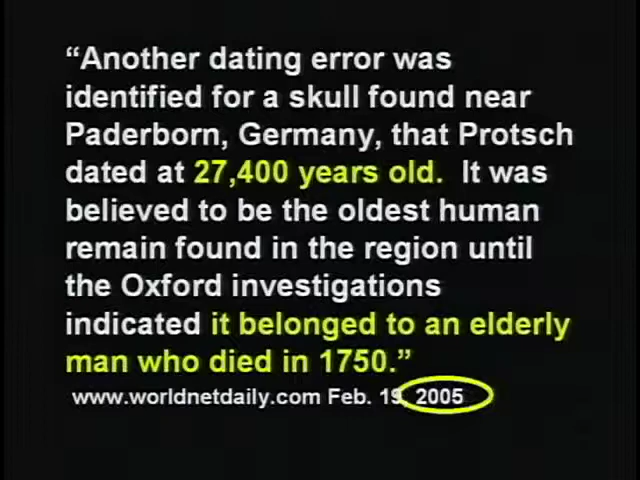 “Another dating error was
identified for a skull found near
Paderborn, Germany, that Protsch
dated at 27,400 years old.  It was
believed to be the oldest human
remain found in the region until
the Oxford investigations
indicated it belonged to an elderly
man who died in 1750.”
www.worldnetdaily.com Feb. 19 2005